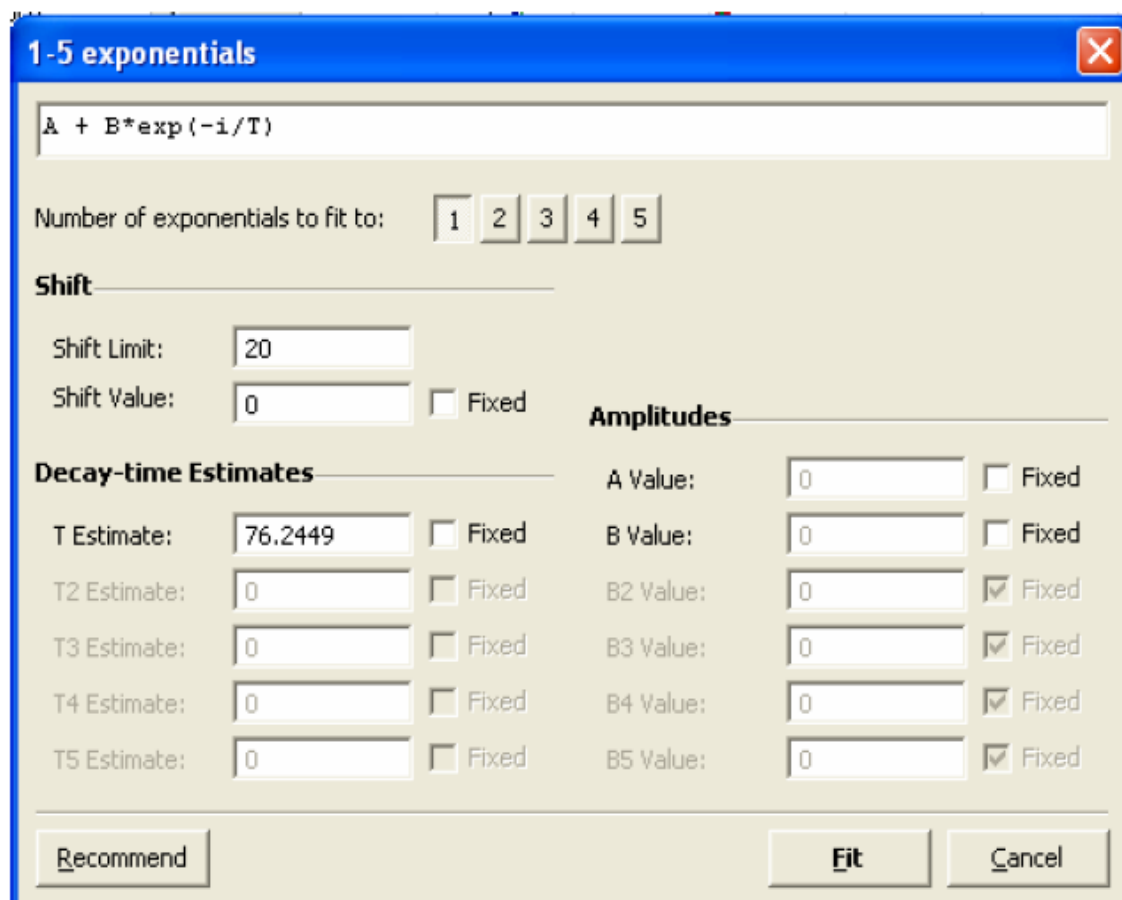 1-5 exponentials
A + B*exp(-i/T)
Number of exponentials to fit to: 1 2 3 4 5
Shift
Shift Limit: 20
Shift Value: 0 Fixed
Decay-time Estimates
T Estimate: 76.2449 Fixed
T2 Estimate: 0 Fixed
T3 Estimate: 0 Fixed
T4 Estimate: 0 Fixed
T5 Estimate: 0 Fixed
Amplitudes
A Value: 0 Fixed
B Value: 0 Fixed
B2 Value: 0 Fixed
B3 Value: 0 Fixed
B4 Value: 0 Fixed
B5 Value: 0 Fixed
Recommend Fit Cancel